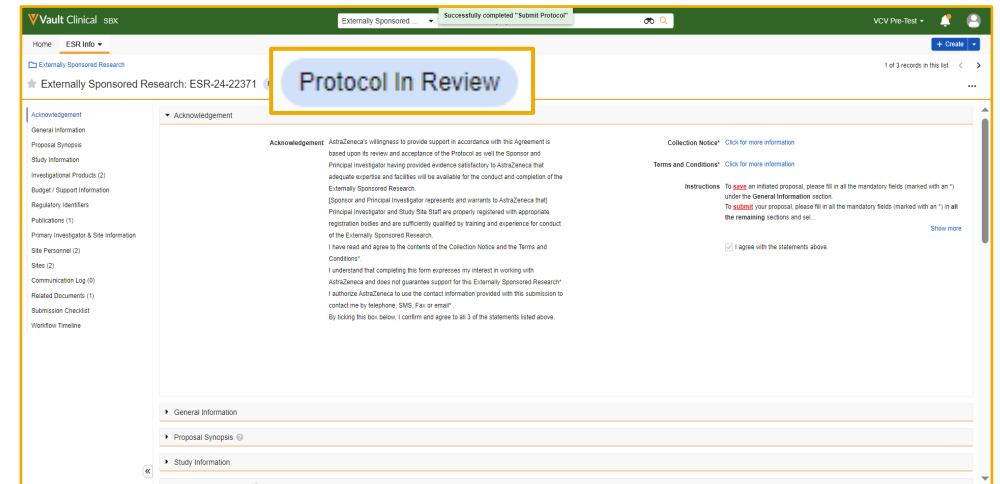 Vault Clinical SBX
Externally Sponsored ...
Successfully completed "Submit Protocol"
VCV Pre-Test
Home
ESR Info
+ Create
Externally Sponsored Research
1 of 3 records in this list
Externally Sponsored Research: ESR-24-22371
Protocol In Review
Acknowledgement
General Information
Proposal Synopsis
Study Information
Investigational Products (2)
Budget / Support Information
Regulatory Identifiers
Publications (1)
Primary Investigator & Site Information
Site Personnel (2)
Sites (2)
Communication Log (0)
Related Documents (1)
Submission Checklist
Workflow Timeline
Acknowledgement
Acknowledgement
AstraZeneca's willingness to provide support in accordance with this Agreement is
based upon its review and acceptance of the Protocol as well the Sponsor and
Principal Investigator having provided evidence satisfactory to AstraZeneca that
adequate expertise and facilities will be available for the conduct and completion of the
Externally Sponsored Research.
[Sponsor and Principal Investigator represents and warrants to AstraZeneca that]
Principal Investigator and Study Site Staff are properly registered with appropriate
registration bodies and are sufficiently qualified by training and experience for conduct
of the Externally Sponsored Research.
I have read and agree to the contents of the Collection Notice and the Terms and
Conditions*.
I understand that completing this form expresses my interest in working with
AstraZeneca and does not guarantee support for this Externally Sponsored Research*.
I authorize AstraZeneca to use the contact information provided with this submission to
contact me by telephone, SMS, Fax or email* .
By ticking this box below, I confirm and agree to all 3 of the statements listed above.
Collection Notice* Click for more information
Terms and Conditions* Click for more information
Instructions To save an initiated proposal, please fill in all the mandatory fields (marked with an *)
under the General Information section.
To submit your proposal, please fill in all the mandatory fields (marked with an *) in all
the remaining sections and sel...
Show more
I agree with the statements above.
General Information
Proposal Synopsis
Study Information